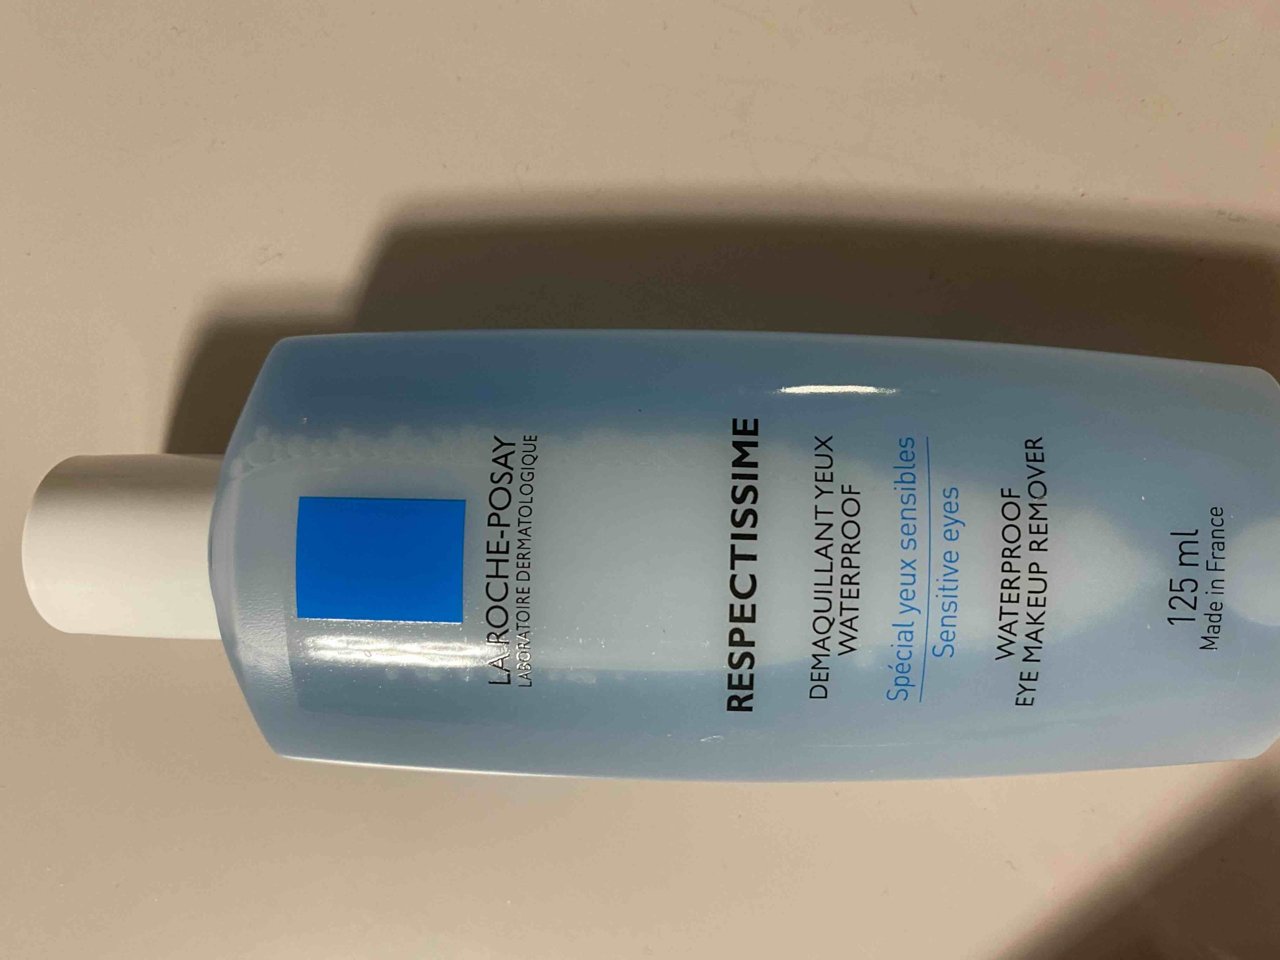 LA ROCHE-POSAY
LABORATOIRE DERMATOLOGIQUE
RESPECTISSIME
DEMAQUILLANT YEUX
WATERPROOF
Spécial yeux sensibles
Sensitive eyes
WATERPROOF
EYE MAKEUP REMOVER
125 ml
Made in France